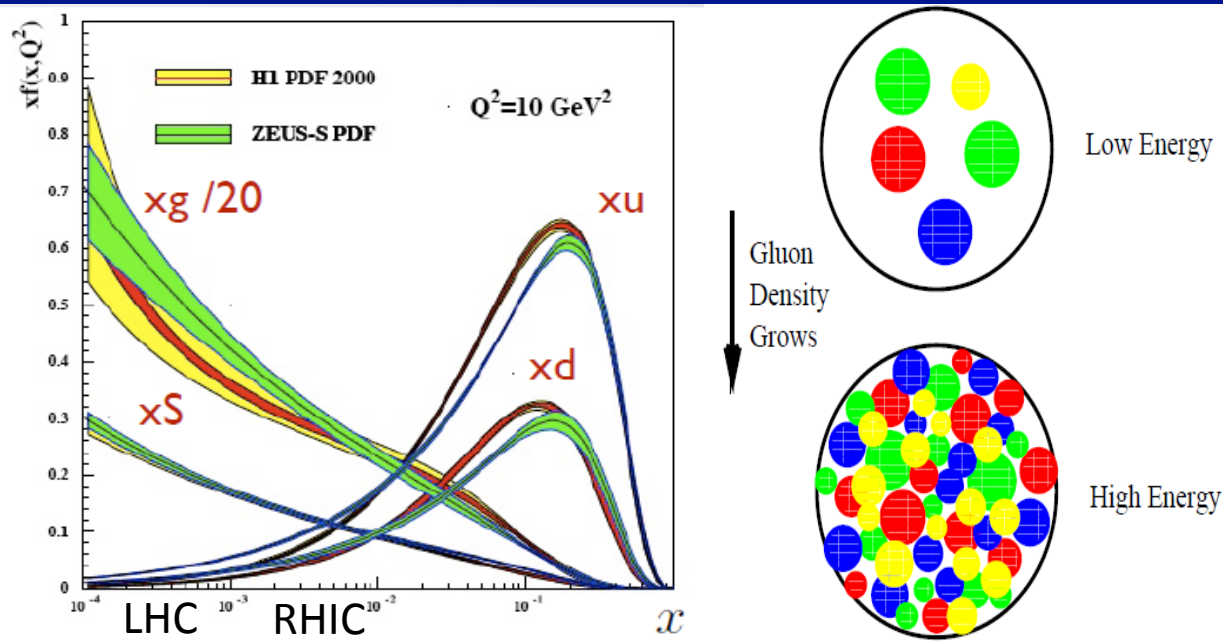 xf(x,Q²)
1
0.9
0.8
0.7
0.6
0.5
0.4
0.3
0.2
0.1
0
H1 PDF 2000
ZEUS-S PDF
Q²=10 GeV²
xg /20
xu
xd
xS
10⁻⁴
10⁻³
10⁻²
10⁻¹
x
LHC
RHIC
Low Energy
Gluon
Density
Grows
High Energy